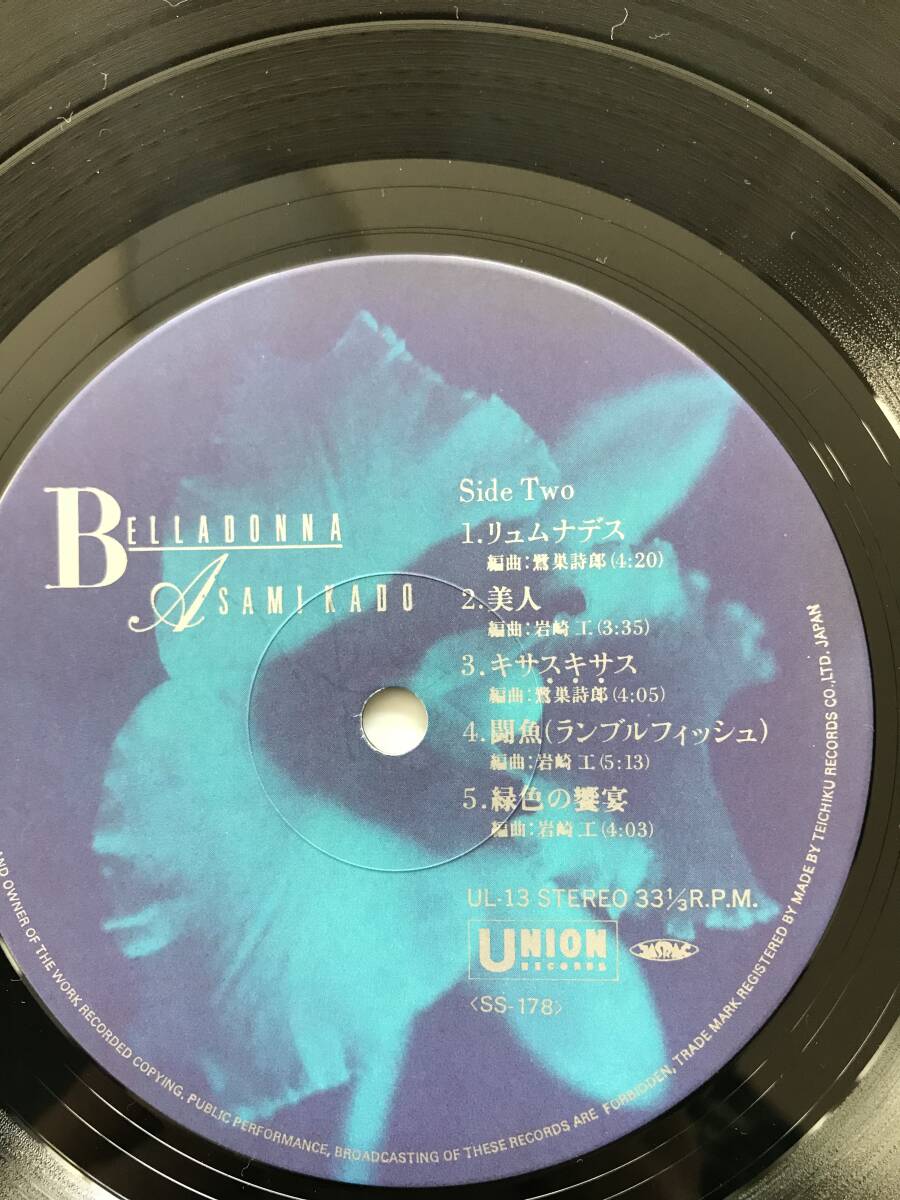 BELLADONNA
ASAMI KADO
Side Two
1.リュムナデス
編曲:鷺巣詩郎(4:20)
2.美人
編曲:岩崎工(3:35)
3.キサス・キサス
編曲:鷺巣詩郎(4:05)
4.闘魚(ランブルフィッシュ)
編曲:岩崎工(5:13)
5.緑色の饗宴
編曲:岩崎工(4:03)
UL-13 STEREO 33⅓R.P.M.
UNION
RECORDS
〈SS-178〉
AND OWNER OF THE WORK RECORDED COPYING, PUBLIC PERFORMANCE, BROADCASTING OF THESE RECORDS ARE FORBIDDEN, TRADE MARK REGISTERED BY MADE BY TEICHIKU RECORDS CO.,LTD. JAPAN